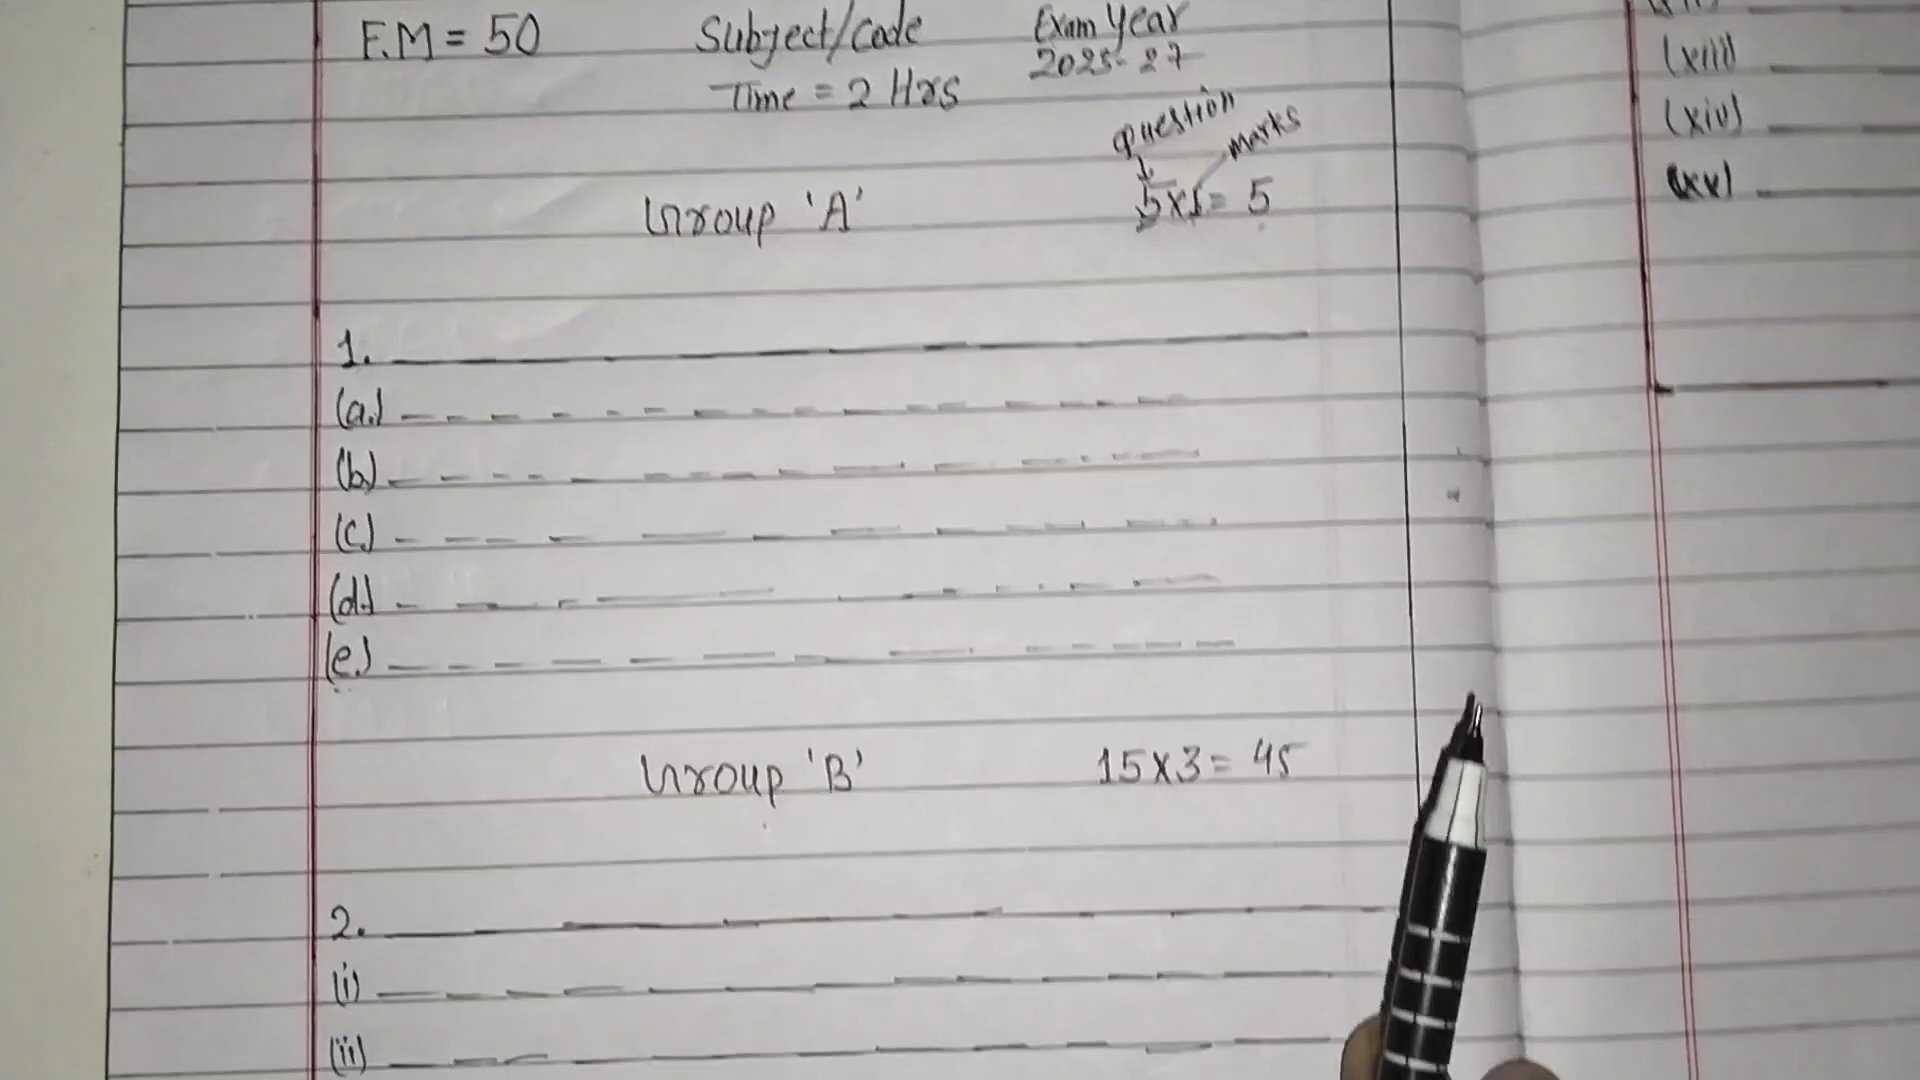 F.M = 50 Subject/code Exam Year
Time = 2 Hrs 2025-27
question marks
5x1 = 5
Group 'A'
1.
(a.)
(b.)
(c.)
(d.)
(e.)
Group 'B' 15x3 = 45
2.
(i)
(ii)
(xiii)
(xiv)
(xv)